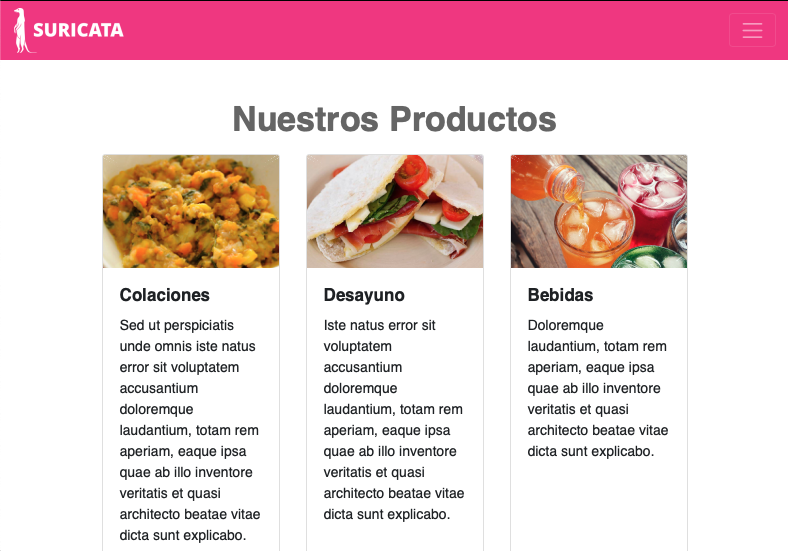 SURICATA
Nuestros Productos
Colaciones
Sed ut perspiciatis
unde omnis iste natus
error sit voluptatem
accusantium
doloremque
laudantium, totam rem
aperiam, eaque ipsa
quae ab illo inventore
veritatis et quasi
architecto beatae vitae
dicta sunt explicabo.
Desayuno
Iste natus error sit
voluptatem
accusantium
doloremque
laudantium, totam rem
aperiam, eaque ipsa
quae ab illo inventore
veritatis et quasi
architecto beatae vitae
dicta sunt explicabo.
Bebidas
Doloremque
laudantium, totam rem
aperiam, eaque ipsa
quae ab illo inventore
veritatis et quasi
architecto beatae vitae
dicta sunt explicabo.